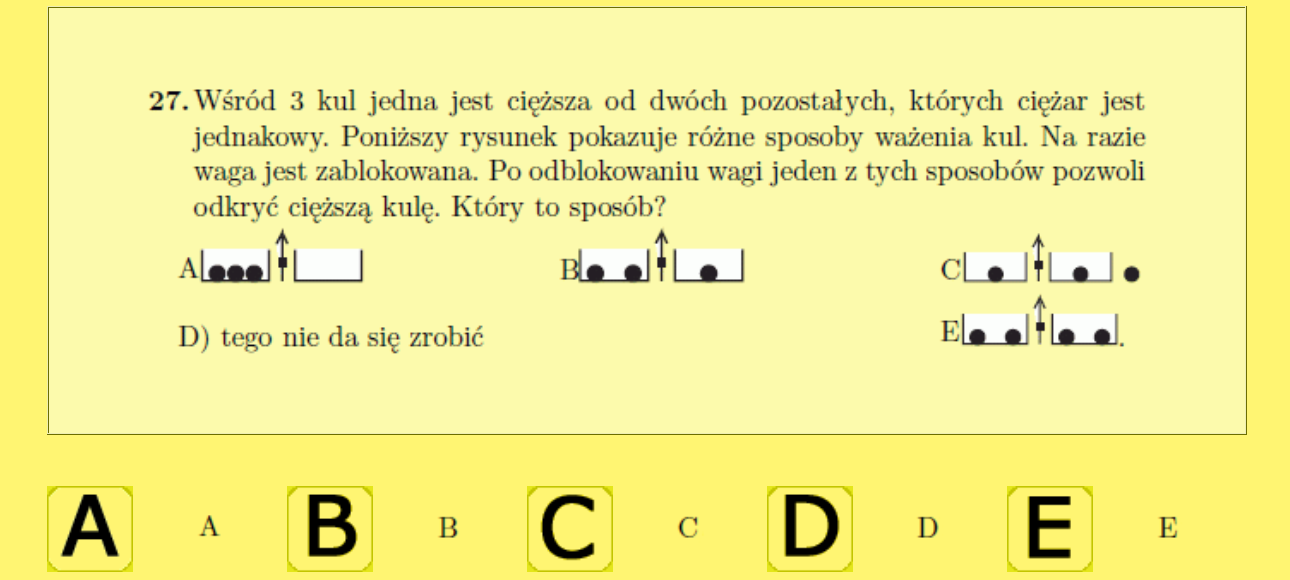 27. Wśród 3 kul jedna jest cięższa od dwóch pozostałych, których ciężar jest
jednakowy. Poniższy rysunek pokazuje różne sposoby ważenia kul. Na razie
waga jest zablokowana. Po odblokowaniu wagi jeden z tych sposobów pozwoli
odkryć cięższą kulę. Który to sposób?
A B C
D) tego nie da się zrobić E .
A A B B C C D D E E